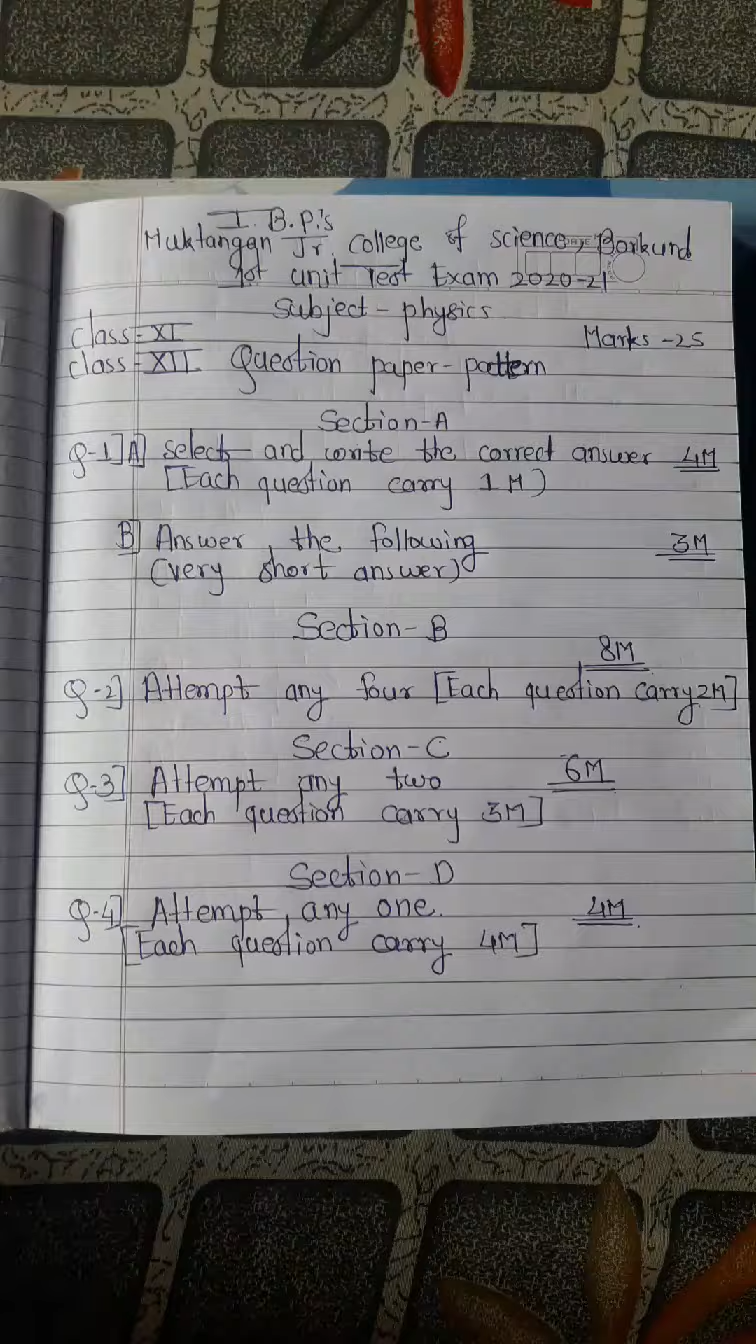 I. B.P.'s
Muktangan Jr. college of science, Borkund
1st unit Test Exam 2020-21
Subject - physics
class - XI
Marks - 25
class - XII Question paper - pattern
Section - A
Q-1] A] select and write the correct answer 4M
[Each question carry 1M)
B] Answer the following 3M
(very short answer)
Section - B
8M
Q-2] Attempt any four [Each question carry 2M]
Section - C
Q-3] Attempt any two 6M
[Each question carry 3M]
Section - D
Q-4] Attempt any one. 4M
[Each question carry 4M]